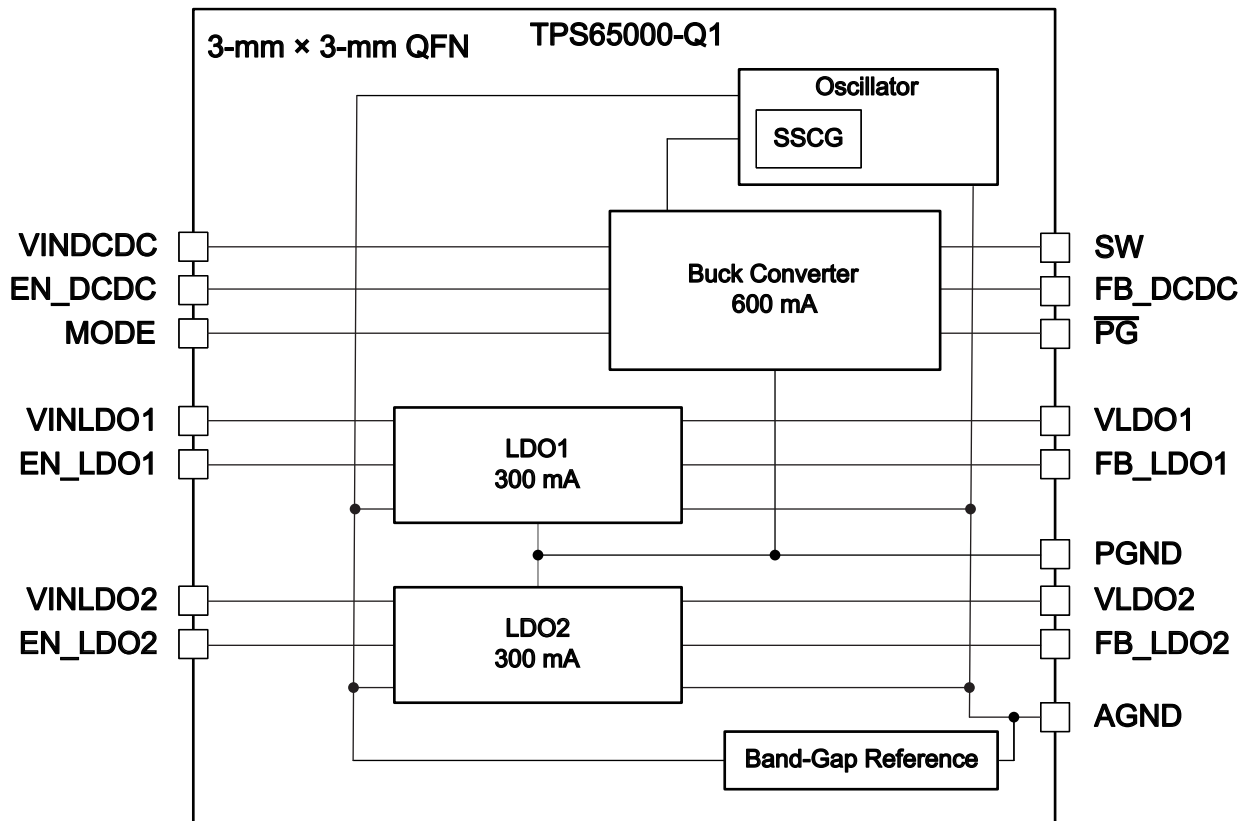 TPS65000-Q1
3-mm × 3-mm QFN
Oscillator
SSCG
VINDCDC
EN_DCDC
MODE
Buck Converter
600 mA
SW
FB_DCDC
P̅G̅
VINLDO1
EN_LDO1
LDO1
300 mA
VLDO1
FB_LDO1
PGND
VINLDO2
EN_LDO2
LDO2
300 mA
VLDO2
FB_LDO2
AGND
Band-Gap Reference